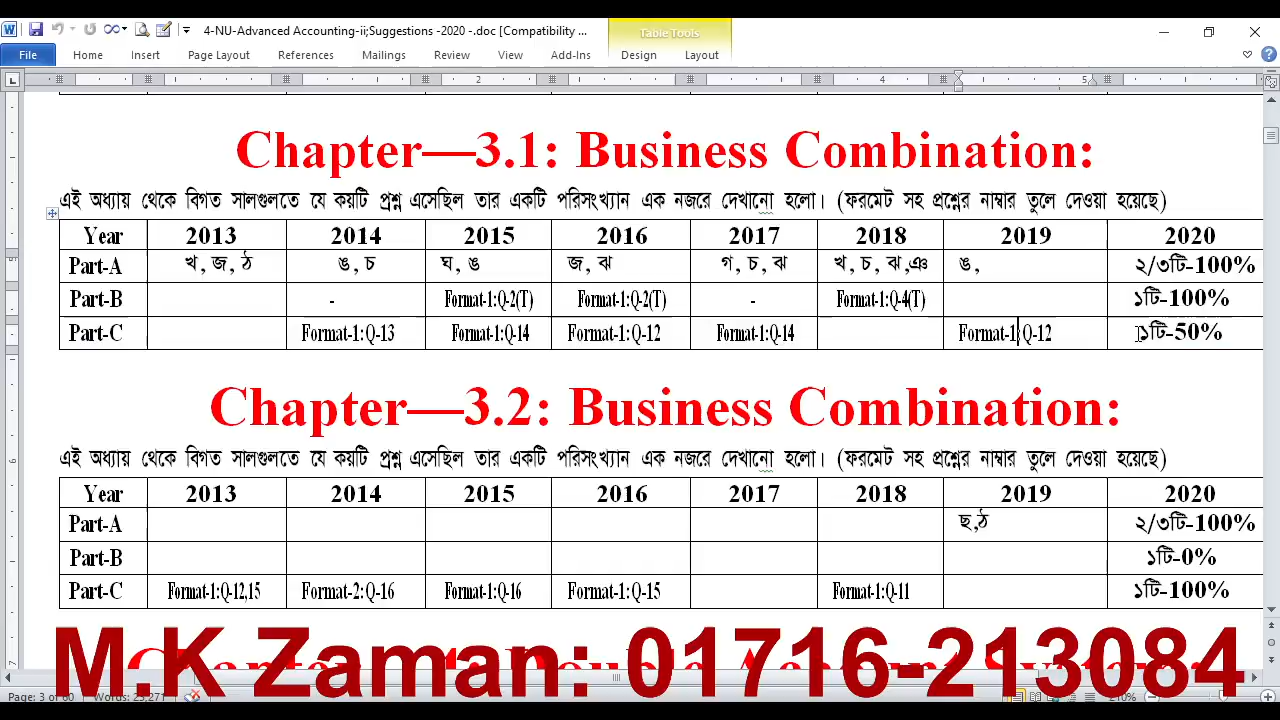 4-NU-Advanced Accounting-ii;Suggestions -2020 -.doc [Compatibility ...
Table Tools
File Home Insert Page Layout References Mailings Review View Add-Ins Design Layout
2 4 5
Chapter—3.1: Business Combination:
এই অধ্যায় থেকে বিগত সালগুলতে যে কয়টি প্রশ্ন এসেছিল তার একটি পরিসংখ্যান এক নজরে দেখানো হলো। (ফরমেট সহ প্রশ্নের নাম্বার তুলে দেওয়া হয়েছে)
Year 2013 2014 2015 2016 2017 2018 2019 2020
Part-A খ, জ, ঠ ঙ, চ ঘ, ঙ জ, ঝ গ, চ, ঝ খ, চ, ঝ,ঞ ঙ, ২/৩টি-100%
Part-B - Format-1:Q-2(T) Format-1:Q-2(T) - Format-1:Q-4(T) ১টি-100%
Part-C Format-1:Q-13 Format-1:Q-14 Format-1:Q-12 Format-1:Q-14 Format-1:Q-12 ১টি-50%
Chapter—3.2: Business Combination:
এই অধ্যায় থেকে বিগত সালগুলতে যে কয়টি প্রশ্ন এসেছিল তার একটি পরিসংখ্যান এক নজরে দেখানো হলো। (ফরমেট সহ প্রশ্নের নাম্বার তুলে দেওয়া হয়েছে)
Year 2013 2014 2015 2016 2017 2018 2019 2020
Part-A ছ,ঠ ২/৩টি-100%
Part-B ১টি-0%
Part-C Format-1:Q-12,15 Format-2:Q-16 Format-1:Q-16 Format-1:Q-15 Format-1:Q-11 ১টি-100%
M.K Zaman: 01716-213084
Page: 3 of 60 Words: 23,271 210%